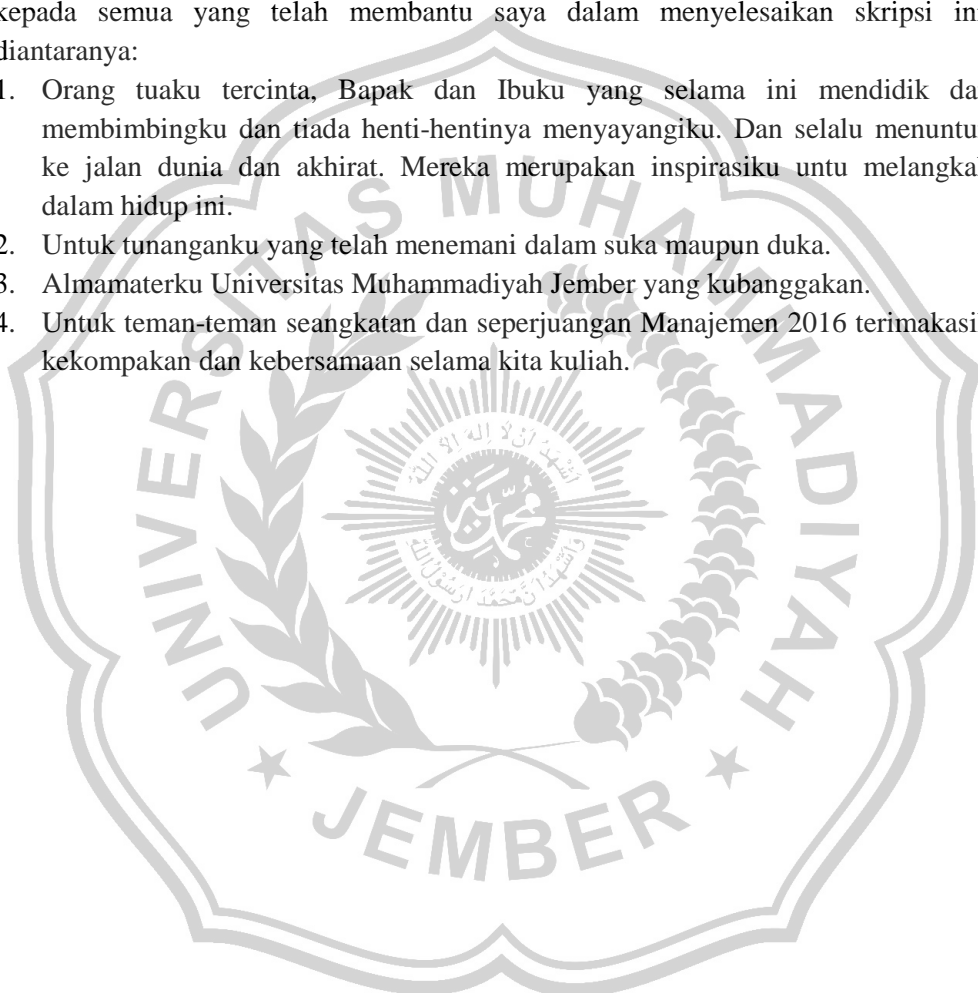 kepada semua yang telah membantu saya dalam menyelesaikan skripsi in
diantaranya:
1. Orang tuaku tercinta, Bapak dan Ibuku yang selama ini mendidik da
membimbingku dan tiada henti-hentinya menyayangiku. Dan selalu menuntu
ke jalan dunia dan akhirat. Mereka merupakan inspirasiku untu melangka
dalam hidup ini.
2. Untuk tunanganku yang telah menemani dalam suka maupun duka.
3. Almamaterku Universitas Muhammadiyah Jember yang kubanggakan.
4. Untuk teman-teman seangkatan dan seperjuangan Manajemen 2016 terimakasi
kekompakan dan kebersamaan selama kita kuliah.
UNIVERSITAS MUHAMMADIYAH
JEMBER